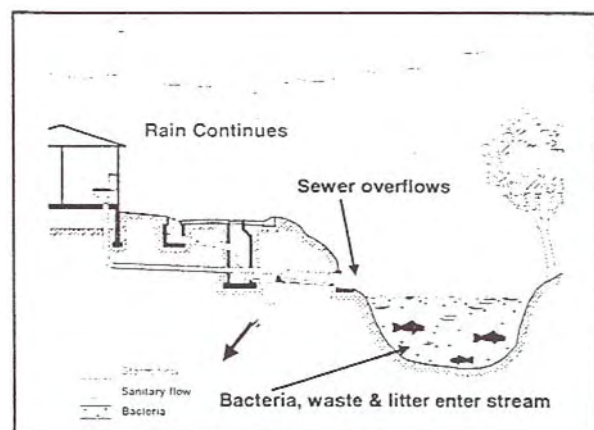 Rain Continues
Sewer overflows
Sanitary flow
Bacteria
Bacteria, waste & litter enter stream